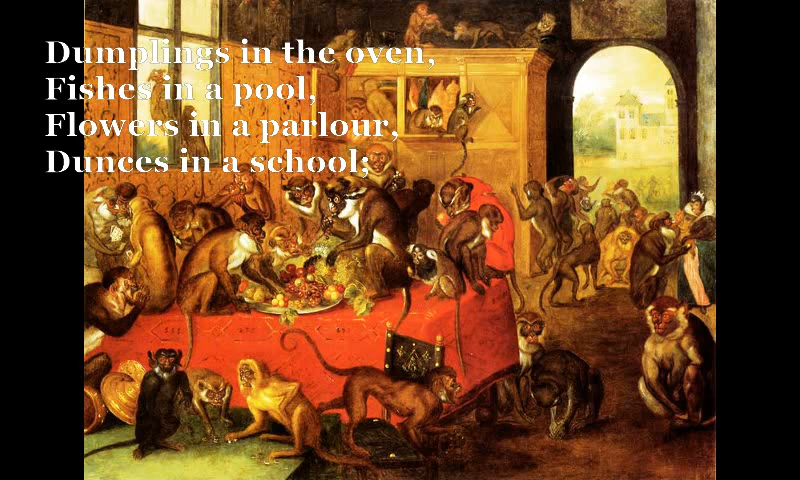 Dumplings in the oven,
Fishes in a pool,
Flowers in a parlour,
Dunces in a school;